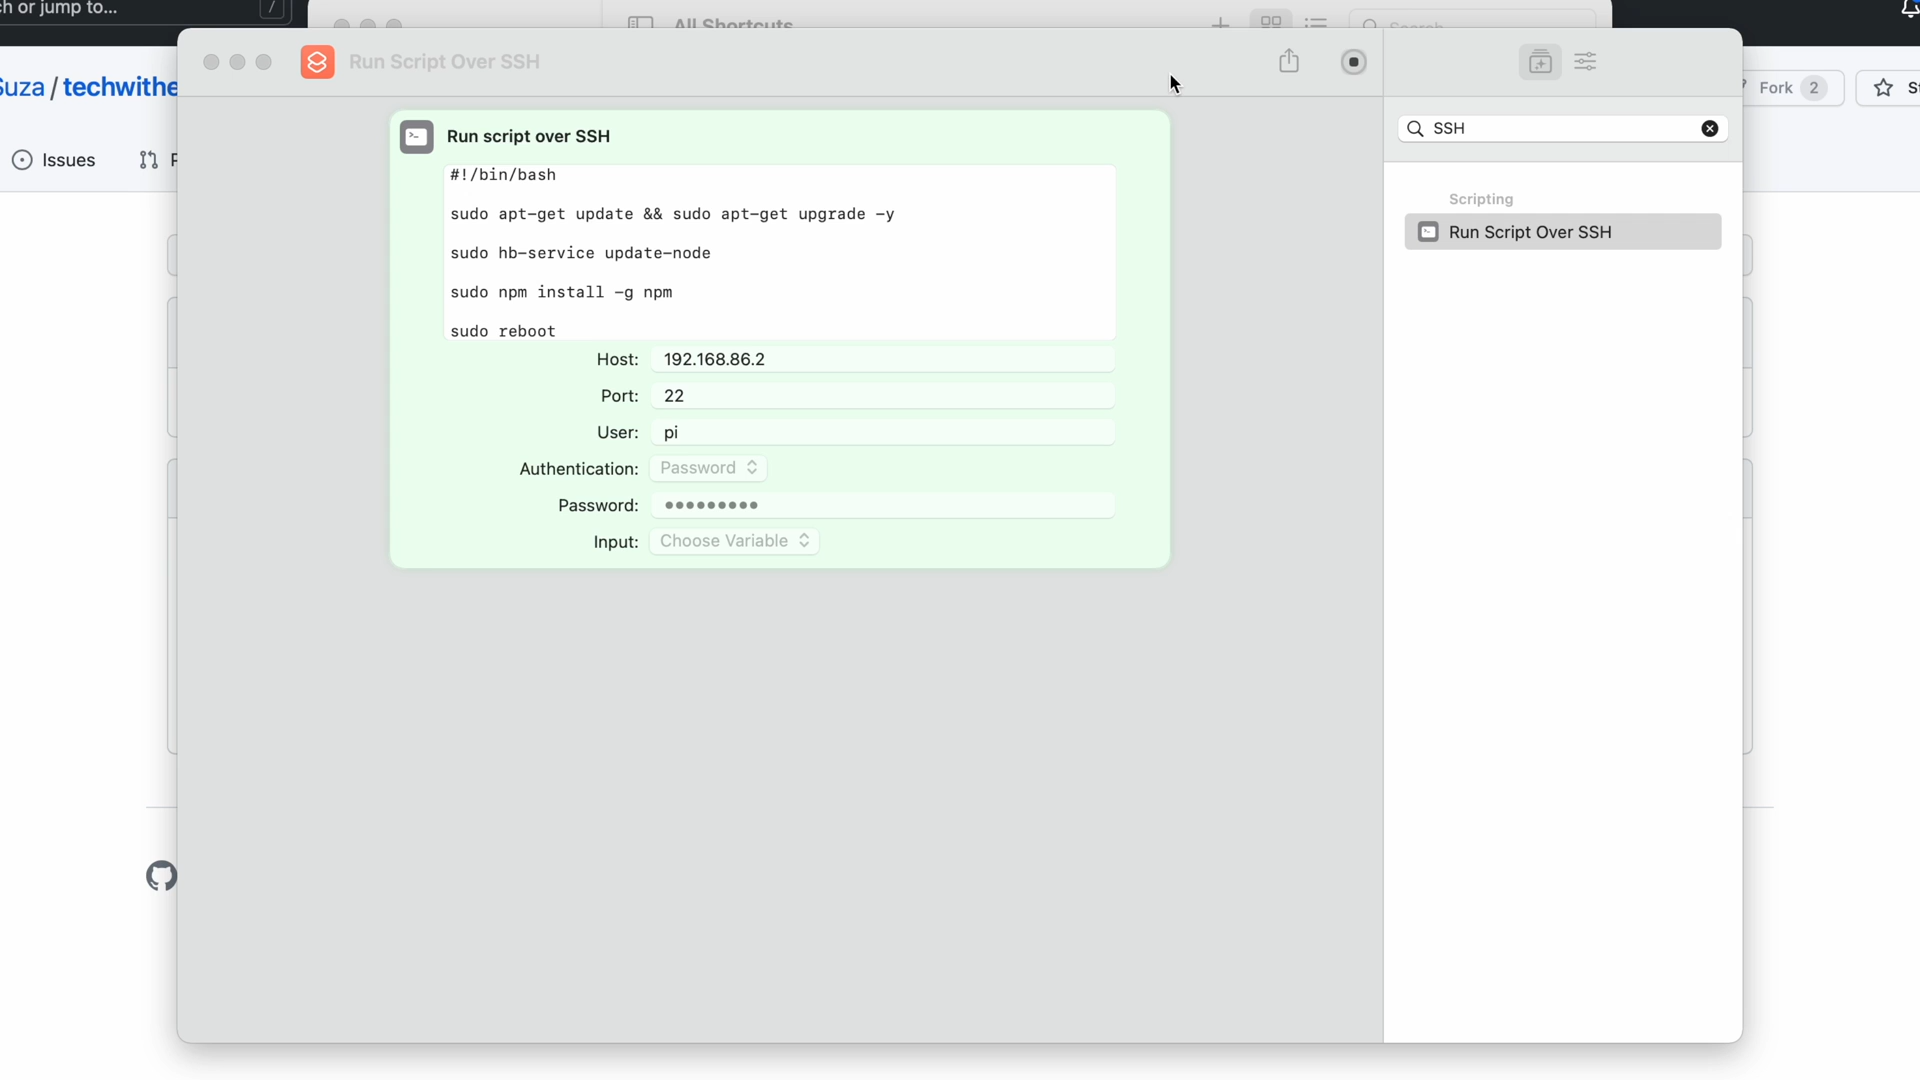 h or jump to...
/
All Shortcuts
Search
Run Script Over SSH
Suza / techwithe
Fork 2
Issues
SSH
Run script over SSH
#!/bin/bash
sudo apt-get update && sudo apt-get upgrade -y
sudo hb-service update-node
sudo npm install -g npm
sudo reboot
Host: 192.168.86.2
Port: 22
User: pi
Authentication: Password
Password: •••••••••
Input: Choose Variable
Scripting
Run Script Over SSH